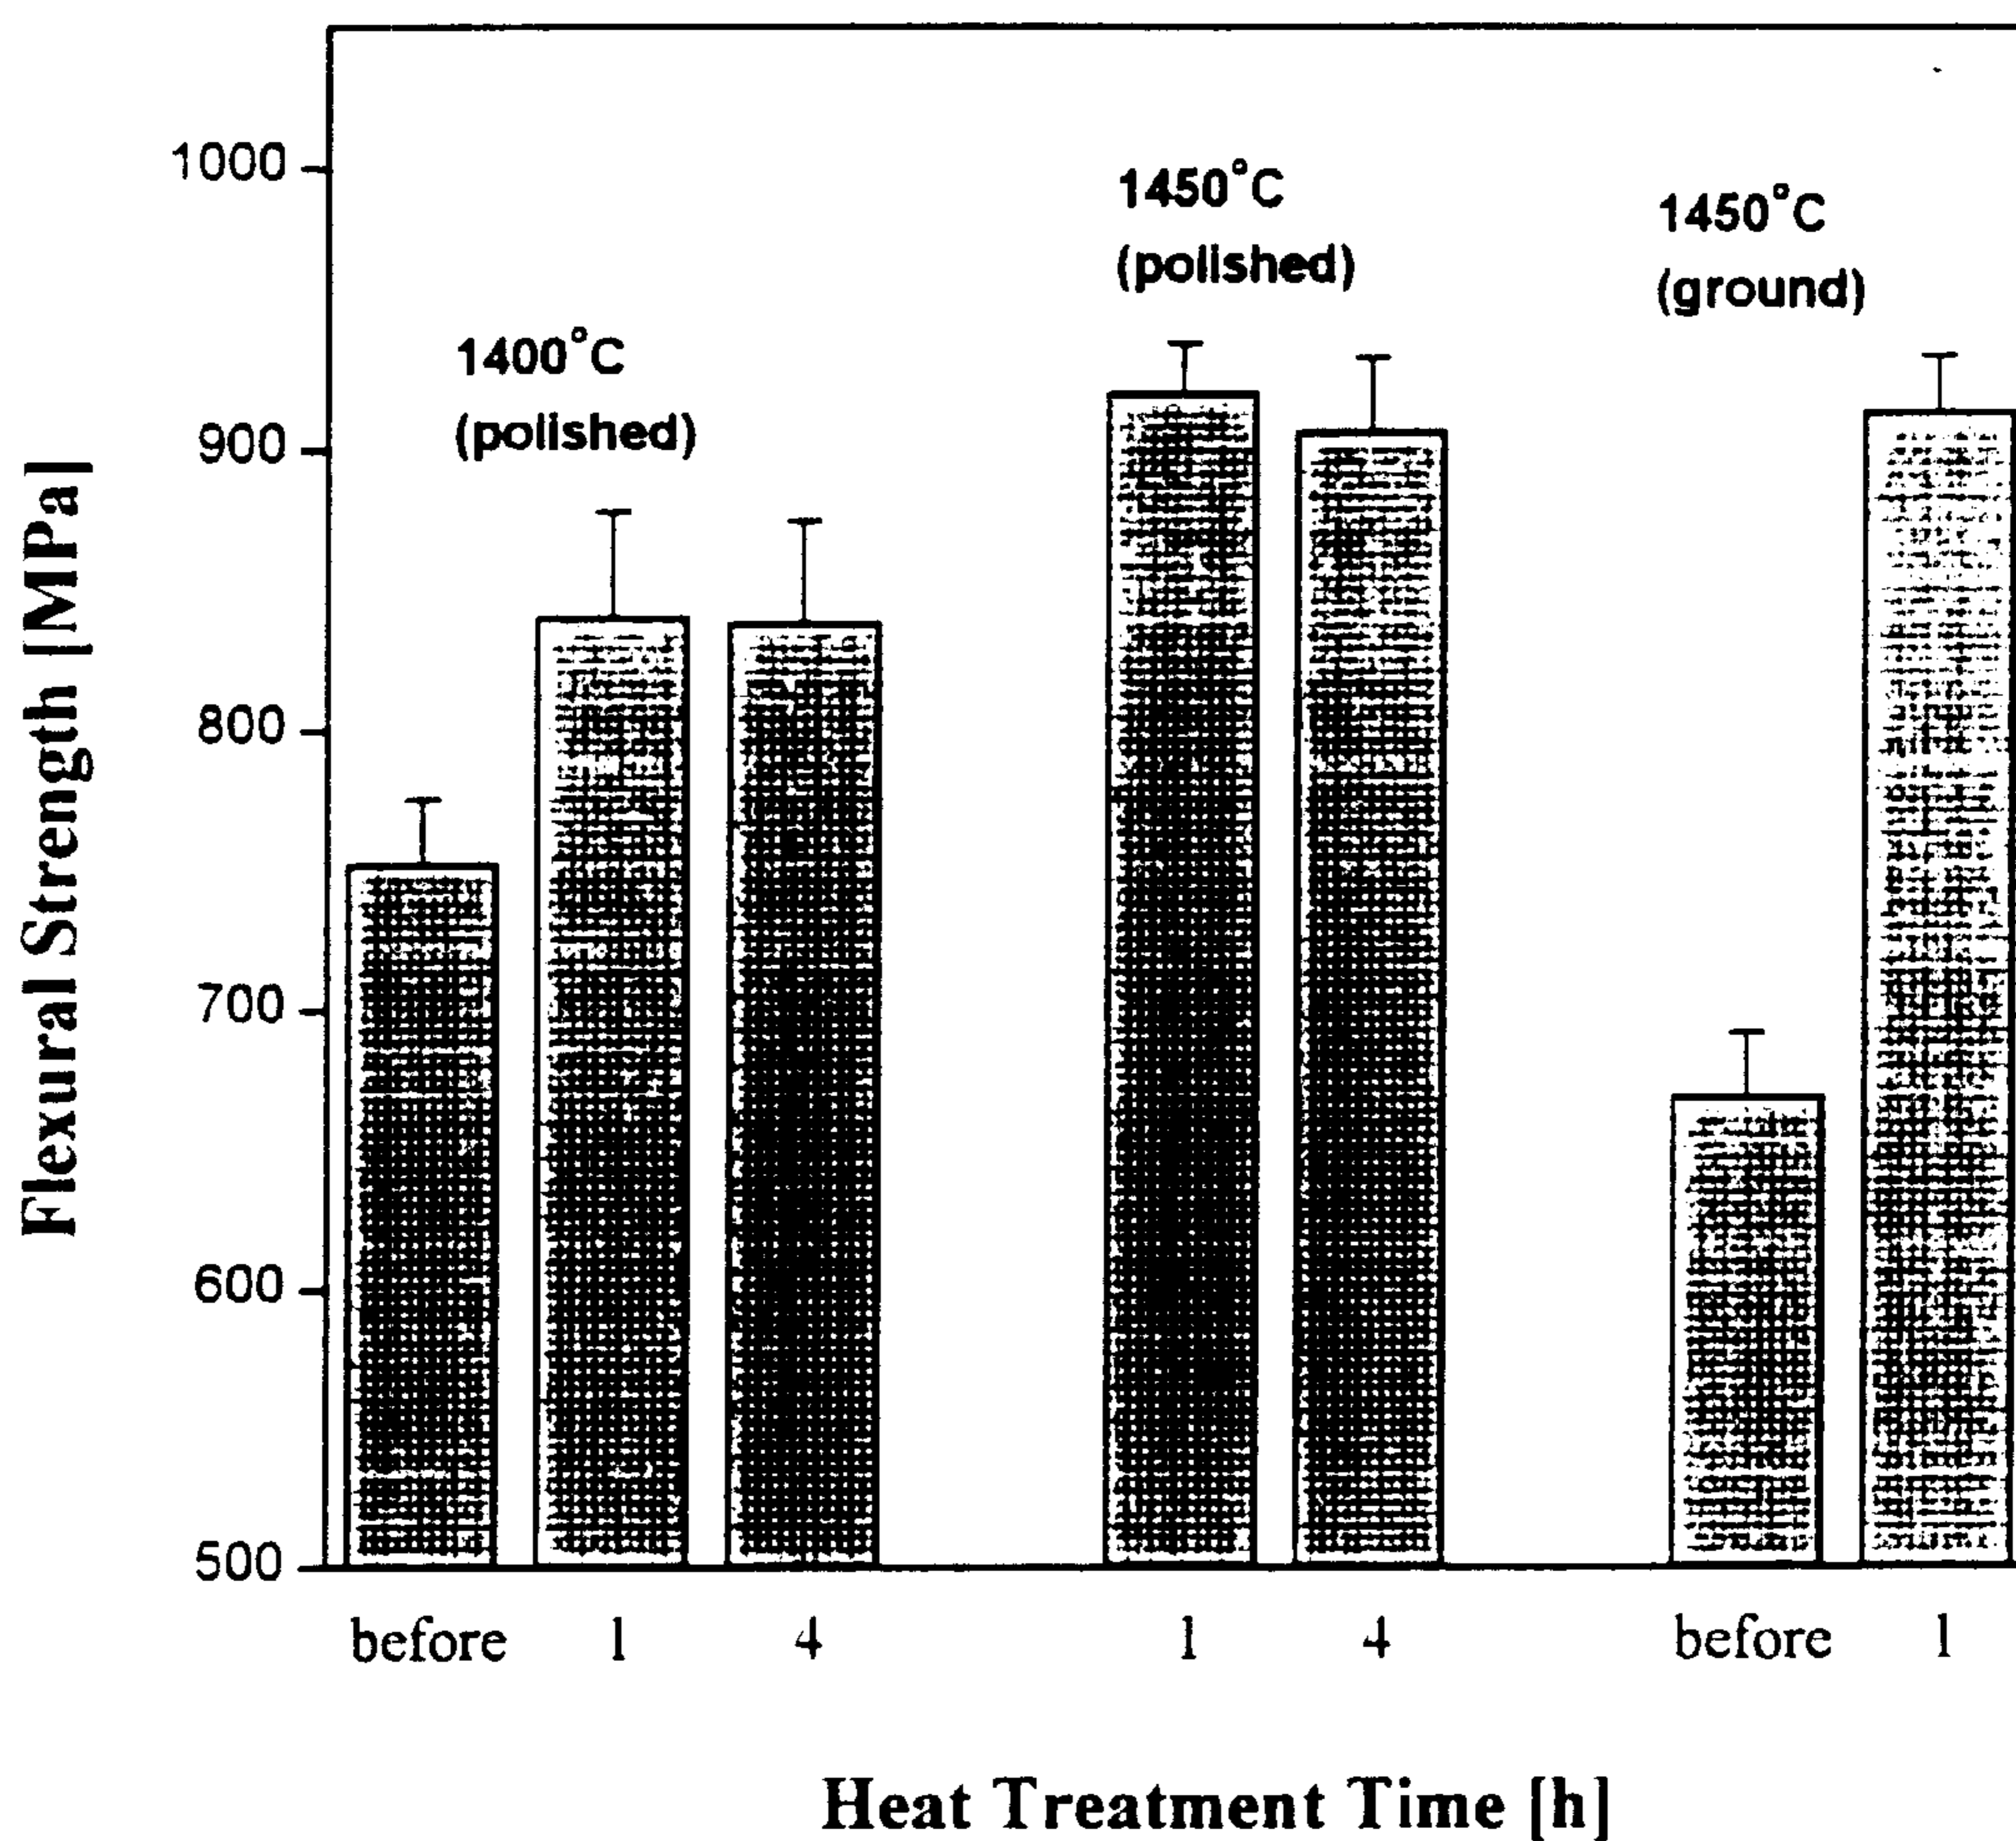 1000
900
800
700
600
500
Flexural Strength [MPa]
1400°C
(polished)
1450°C
(polished)
1450°C
(ground)
before 1 4 1 4 before 1
Heat Treatment Time [h]